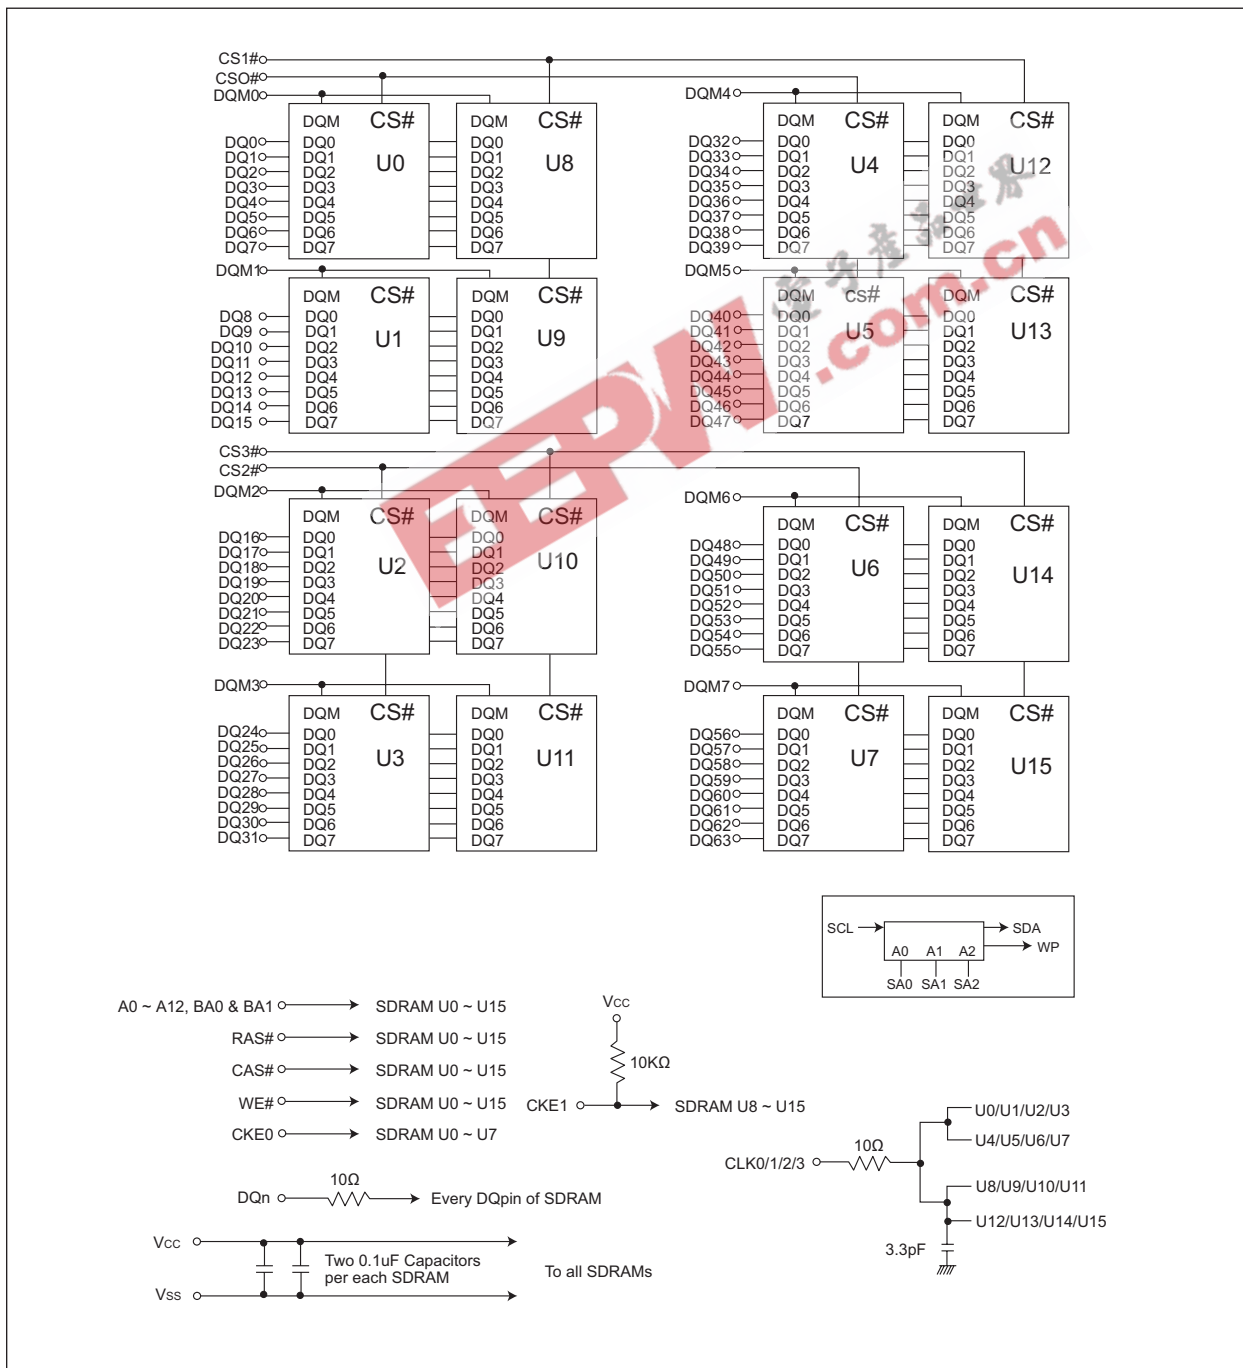 CS1#
CSO#
DQM0
DQM CS#
DQ0 DQ0
DQ1 DQ1
DQ2 DQ2
DQ3 DQ3
DQ4 DQ4
DQ5 DQ5
DQ6 DQ6
DQ7 DQ7
U0
DQM CS#
DQ0
DQ1
DQ2
DQ3
DQ4
DQ5
DQ6
DQ7
U8
DQM4
DQM CS#
DQ32 DQ0
DQ33 DQ1
DQ34 DQ2
DQ35 DQ3
DQ36 DQ4
DQ37 DQ5
DQ38 DQ6
DQ39 DQ7
U4
DQM CS#
DQ0
DQ1
DQ2
DQ3
DQ4
DQ5
DQ6
DQ7
U12
DQM1
DQM CS#
DQ8 DQ0
DQ9 DQ1
DQ10 DQ2
DQ11 DQ3
DQ12 DQ4
DQ13 DQ5
DQ14 DQ6
DQ15 DQ7
U1
DQM CS#
DQ0
DQ1
DQ2
DQ3
DQ4
DQ5
DQ6
DQ7
U9
DQM5
DQM cs#
DQ40 DQ0
DQ41 DQ1
DQ42 DQ2
DQ43 DQ3
DQ44 DQ4
DQ45 DQ5
DQ46 DQ6
DQ47 DQ7
U5
DQM CS#
DQ0
DQ1
DQ2
DQ3
DQ4
DQ5
DQ6
DQ7
U13
EEPW
電子産品世界
.com.cn
CS3#
CS2#
DQM2
DQM CS#
DQ16 DQ0
DQ17 DQ1
DQ18 DQ2
DQ19 DQ3
DQ20 DQ4
DQ21 DQ5
DQ22 DQ6
DQ23 DQ7
U2
DQM CS#
DQ0
DQ1
DQ2
DQ3
DQ4
DQ5
DQ6
DQ7
U10
DQM6
DQM CS#
DQ48 DQ0
DQ49 DQ1
DQ50 DQ2
DQ51 DQ3
DQ52 DQ4
DQ53 DQ5
DQ54 DQ6
DQ55 DQ7
U6
DQM CS#
DQ0
DQ1
DQ2
DQ3
DQ4
DQ5
DQ6
DQ7
U14
DQM3
DQM CS#
DQ24 DQ0
DQ25 DQ1
DQ26 DQ2
DQ27 DQ3
DQ28 DQ4
DQ29 DQ5
DQ30 DQ6
DQ31 DQ7
U3
DQM CS#
DQ0
DQ1
DQ2
DQ3
DQ4
DQ5
DQ6
DQ7
U11
DQM7
DQM CS#
DQ56 DQ0
DQ57 DQ1
DQ58 DQ2
DQ59 DQ3
DQ60 DQ4
DQ61 DQ5
DQ62 DQ6
DQ63 DQ7
U7
DQM CS#
DQ0
DQ1
DQ2
DQ3
DQ4
DQ5
DQ6
DQ7
U15
SCL SDA
WP
A0 A1 A2
SA0 SA1 SA2
A0 ~ A12, BA0 & BA1 SDRAM U0 ~ U15
RAS# SDRAM U0 ~ U15
CAS# SDRAM U0 ~ U15
WE# SDRAM U0 ~ U15
CKE0 SDRAM U0 ~ U7
Vcc
10KΩ
CKE1 SDRAM U8 ~ U15
CLK0/1/2/3 10Ω
U0/U1/U2/U3
U4/U5/U6/U7
U8/U9/U10/U11
U12/U13/U14/U15
3.3pF
10Ω
DQn Every DQpin of SDRAM
Vcc
Two 0.1uF Capacitors
per each SDRAM
To all SDRAMs
Vss